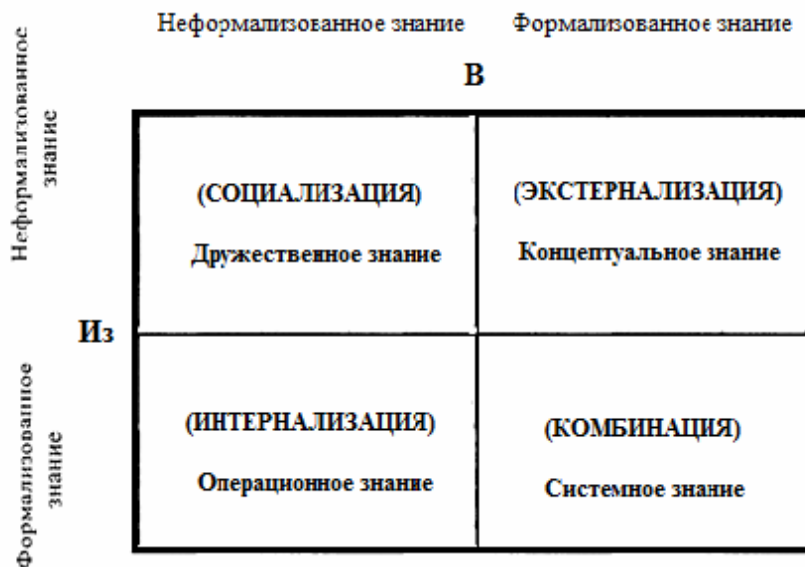 Неформализованное знание
Формализованное знание
В
Неформализованное
знание
(СОЦИАЛИЗАЦИЯ)
Дружественное знание
(ЭКСТЕРНАЛИЗАЦИЯ)
Концептуальное знание
Из
Формализованное
знание
(ИНТЕРНАЛИЗАЦИЯ)
Операционное знание
(КОМБИНАЦИЯ)
Системное знание